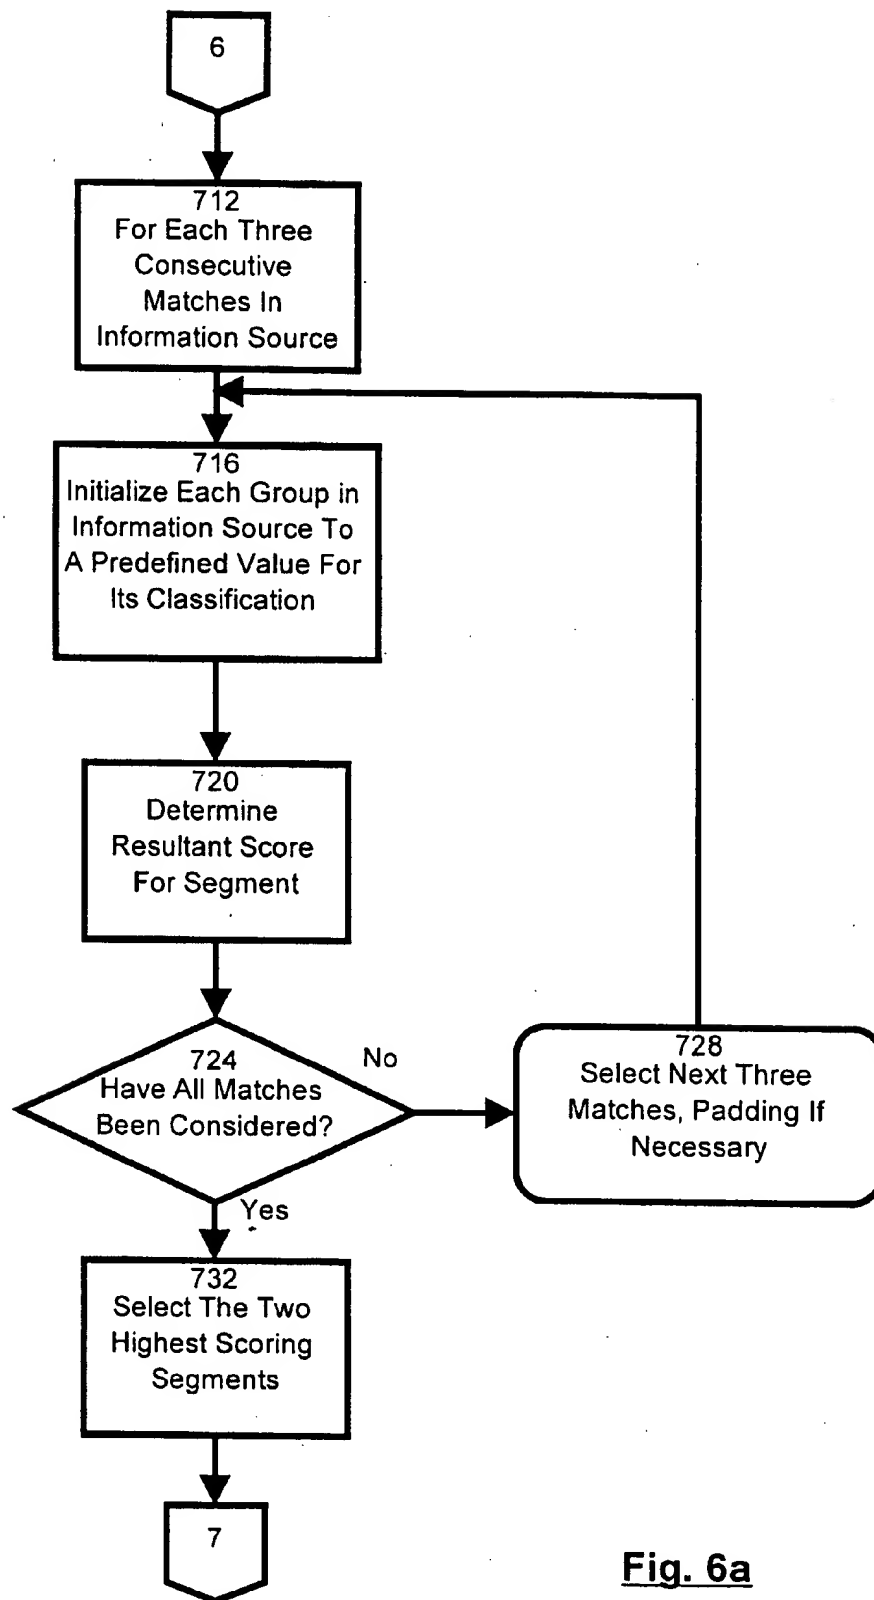 6
712
For Each Three
Consecutive
Matches In
Information Source
716
Initialize Each Group in
Information Source To
A Predefined Value For
Its Classification
720
Determine
Resultant Score
For Segment
724
Have All Matches
Been Considered?
No
728
Select Next Three
Matches, Padding If
Necessary
Yes
732
Select The Two
Highest Scoring
Segments
7
Fig. 6a